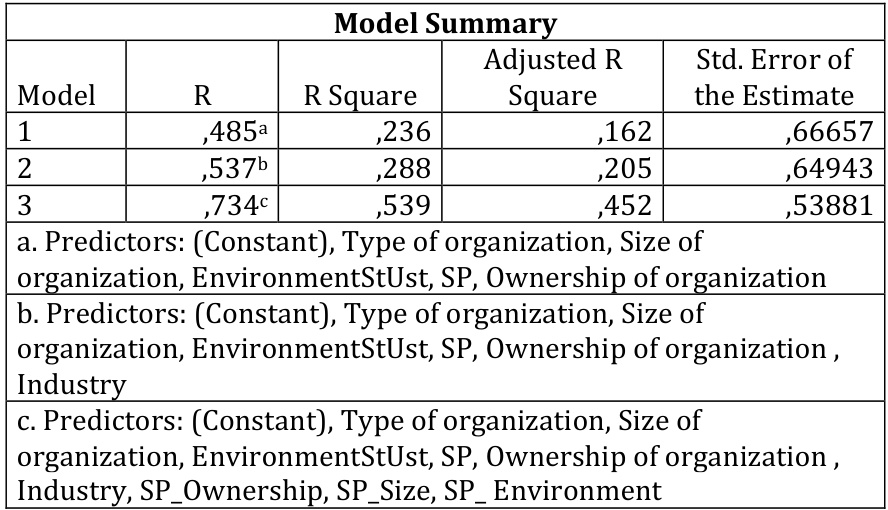 Model Summary
Model R R Square Adjusted R Square Std. Error of the Estimate
1 ,485a ,236 ,162 ,66657
2 ,537b ,288 ,205 ,64943
3 ,734c ,539 ,452 ,53881
a. Predictors: (Constant), Type of organization, Size of
organization, EnvironmentStUst, SP, Ownership of organization
b. Predictors: (Constant), Type of organization, Size of
organization, EnvironmentStUst, SP, Ownership of organization ,
Industry
c. Predictors: (Constant), Type of organization, Size of
organization, EnvironmentStUst, SP, Ownership of organization ,
Industry, SP_Ownership, SP_Size, SP_ Environment